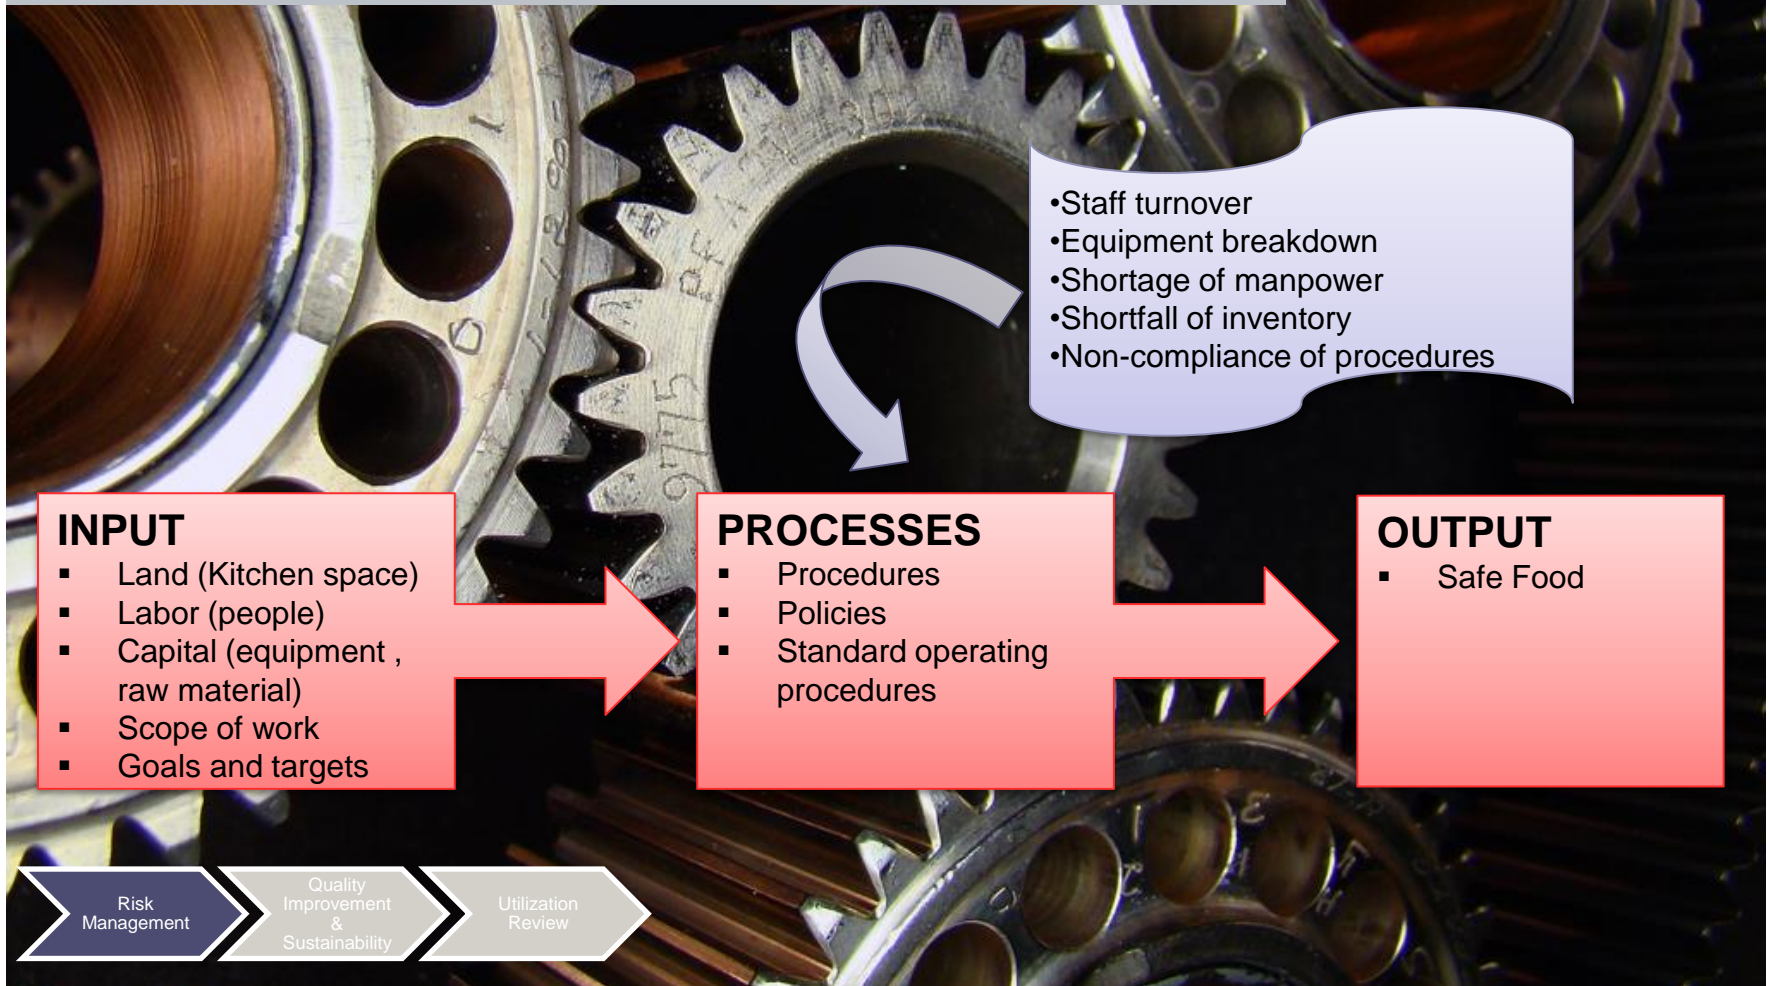 •Staff turnover
•Equipment breakdown
•Shortage of manpower
•Shortfall of inventory
•Non-compliance of procedures
INPUT
▪ Land (Kitchen space)
▪ Labor (people)
▪ Capital (equipment ,
raw material)
▪ Scope of work
▪ Goals and targets
PROCESSES
▪ Procedures
▪ Policies
▪ Standard operating
procedures
OUTPUT
▪ Safe Food
Risk
Management
Quality
Improvement
&
Sustainability
Utilization
Review
9775